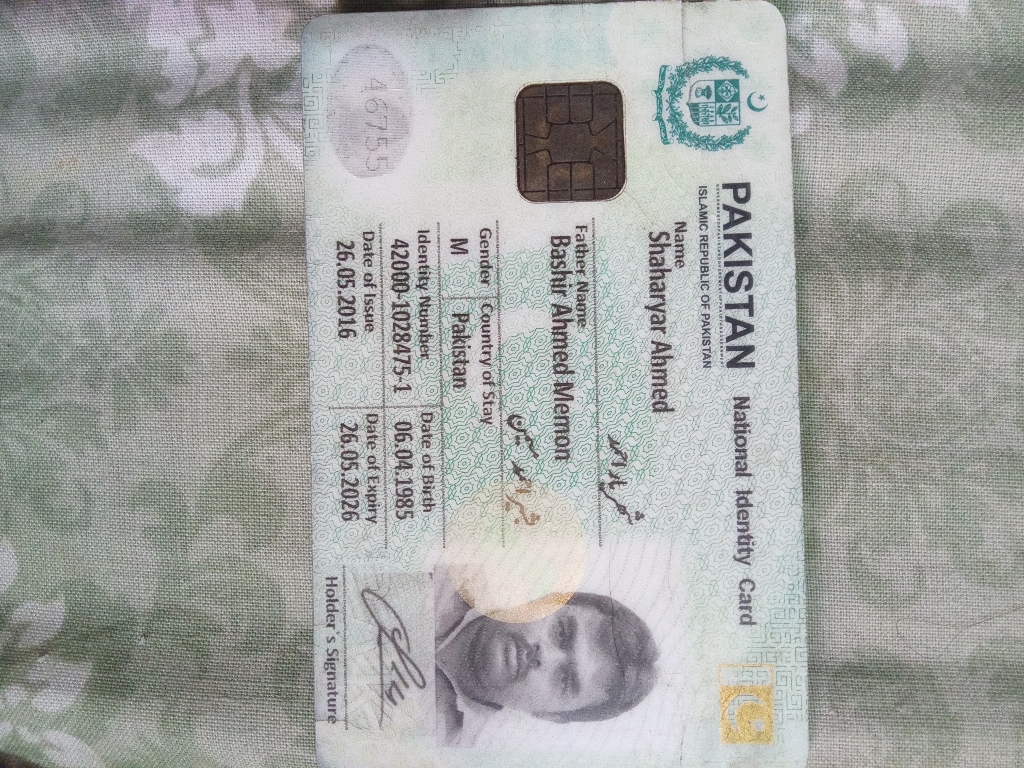 PAKISTAN National Identity Card
ISLAMIC REPUBLIC OF PAKISTAN
Name
Shaharyar Ahmed
شہریار احمد
Father Name
Bashir Ahmed Memon
بشیر احمد میمن
Gender Country of Stay
M Pakistan
Identity Number Date of Birth
42000-1028475-1 06.04.1985
Date of Issue Date of Expiry
26.05.2016 26.05.2026
Holder's Signature
46755